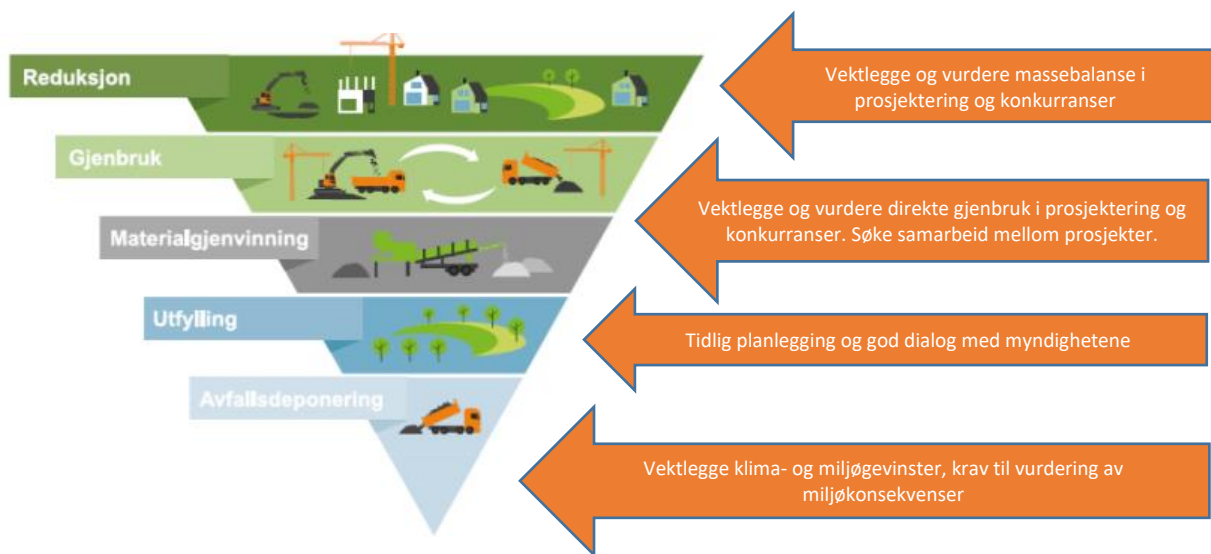 Reduksjon
Vektlegge og vurdere massebalanse i
prosjektering og konkurranser
Gjenbruk
Vektlegge og vurdere direkte gjenbruk i prosjektering og
konkurranser. Søke samarbeid mellom prosjekter.
Materialgjenvinning
Utfylling
Tidlig planlegging og god dialog med myndighetene
Avfallsdeponering
Vektlegge klima- og miljøgevinster, krav til vurdering av
miljøkonsekvenser